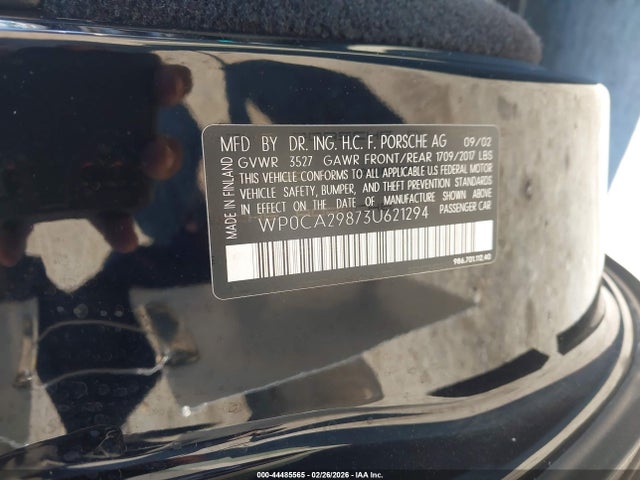 MFD BY DR. ING. H.C. F. PORSCHE AG 09/02
GVWR 3527 GAWR FRONT/REAR 1709/2017 LBS
THIS VEHICLE CONFORMS TO ALL APPLICABLE U.S. FEDERAL MOTOR
VEHICLE SAFETY, BUMPER, AND THEFT PREVENTION STANDARDS
IN EFFECT ON THE DATE OF MANUFACTURE SHOWN ABOVE
WP0CA29873U621294 PASSENGER CAR
MADE IN FINLAND
986.701.112.40
000-44485565 - 02/26/2026 - IAA Inc.